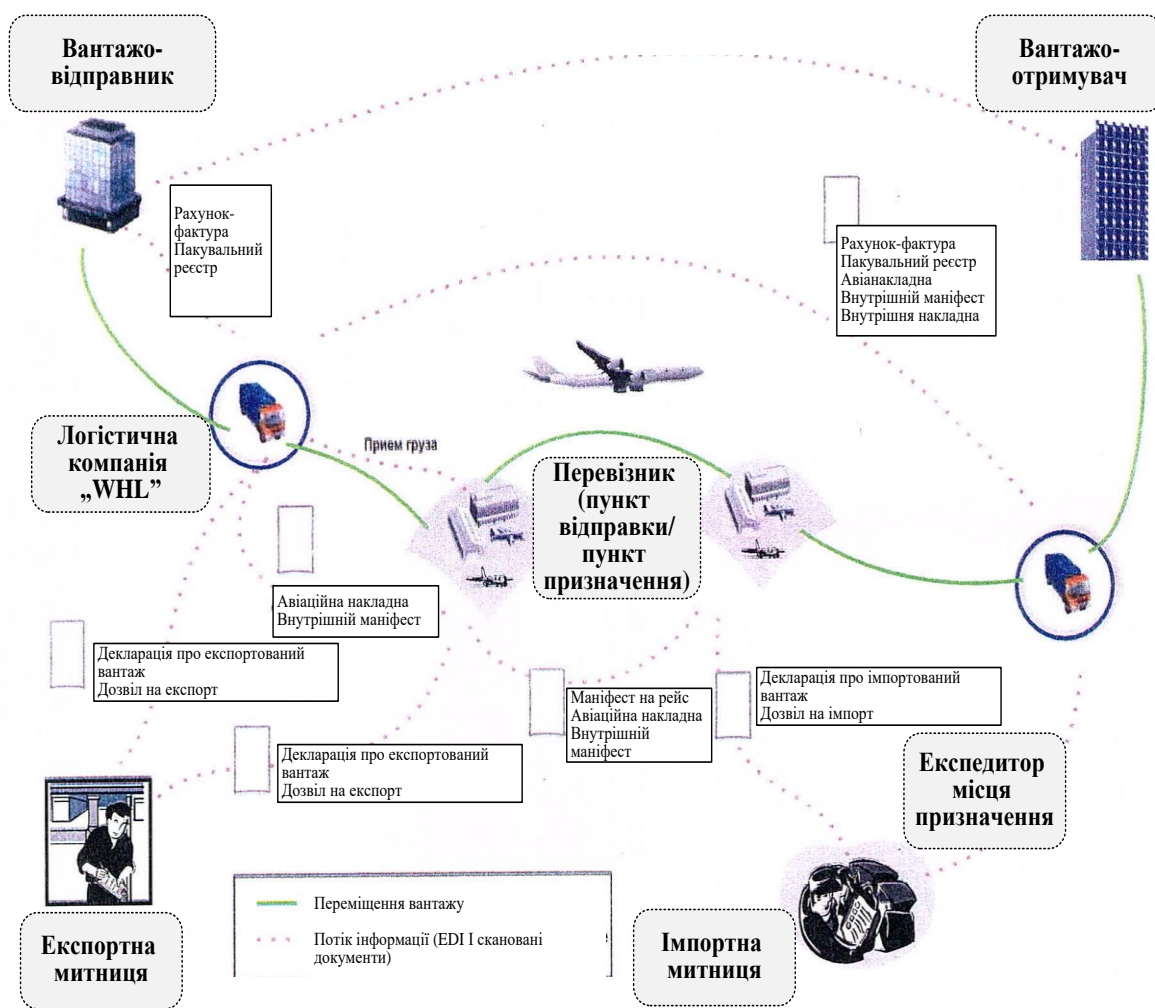 Вантажо-
відправник
Вантажо-
отримувач
Рахунок-
фактура
Пакувальний
реєстр
Рахунок-фактура
Пакувальний реєстр
Авіанакладна
Внутрішній маніфест
Внутрішня накладна
Логістична
компанія
„WHL”
Прием груза
Перевізник
(пункт
відправки/
пункт
призначення)
Авіаційна накладна
Внутрішній маніфест
Декларація про експортований
вантаж
Дозвіл на експорт
Маніфест на рейс
Авіаційна накладна
Внутрішній
маніфест
Декларація про імпортований
вантаж
Дозвіл на імпорт
Декларація про експортований
вантаж
Дозвіл на експорт
Експедитор
місця
призначення
Переміщення вантажу
Потік інформації (EDI І скановані
документи)
Експортна
митниця
Імпортна
митниця